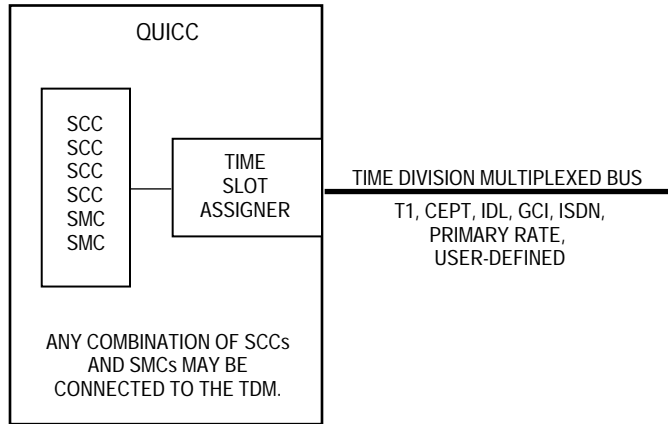 QUICC
SCC
SCC
SCC
SCC
SMC
SMC
TIME
SLOT
ASSIGNER
TIME DIVISION MULTIPLEXED BUS
T1, CEPT, IDL, GCI, ISDN,
PRIMARY RATE,
USER-DEFINED
ANY COMBINATION OF SCCs
AND SMCs MAY BE
CONNECTED TO THE TDM.